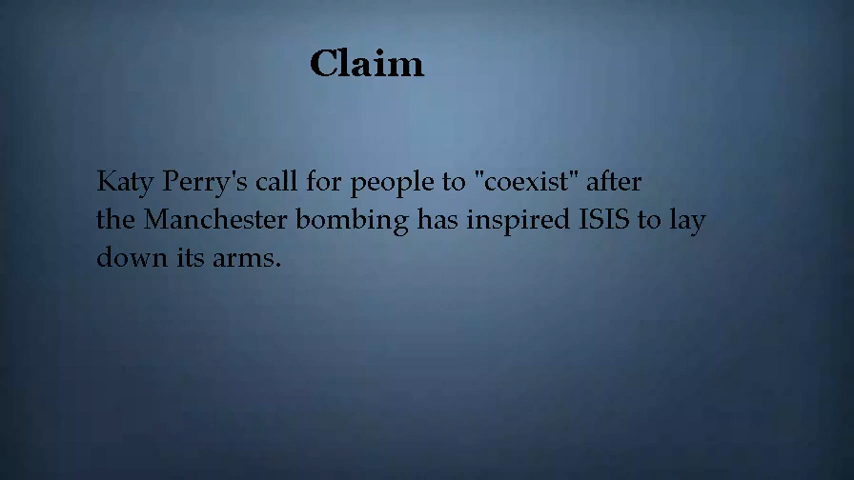 Claim
Katy Perry's call for people to "coexist" after
the Manchester bombing has inspired ISIS to lay
down its arms.